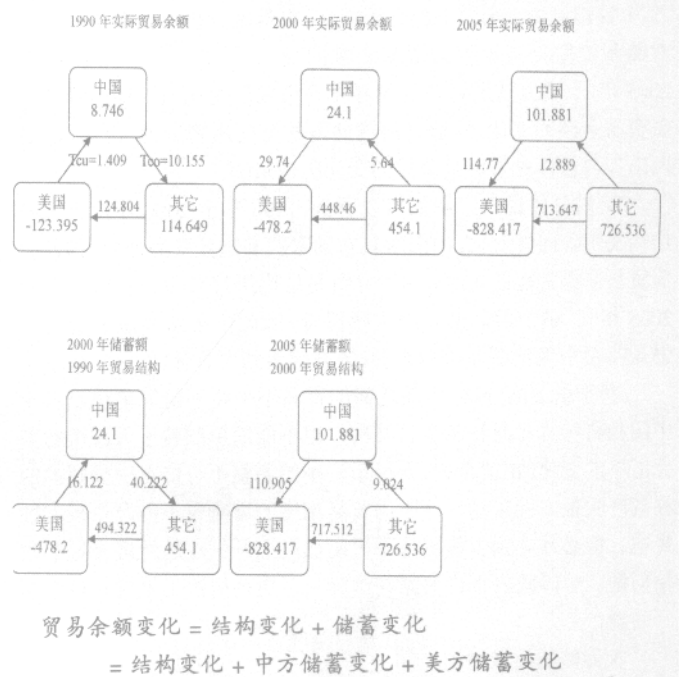 1990 年实际贸易余额
2000 年实际贸易余额
2005 年实际贸易余额
中国
8.746
Tcu=1.409
Tco=10.155
美国
-123.395
124.804
其它
114.649
中国
24.1
29.74
5.64
美国
-478.2
448.46
其它
454.1
中国
101.881
114.77
12.889
美国
-828.417
713.647
其它
726.536
2000 年储蓄额
1990 年贸易结构
2005 年储蓄额
2000 年贸易结构
中国
24.1
16.122
40.222
美国
-478.2
494.322
其它
454.1
中国
101.881
110.905
9.024
美国
-828.417
717.512
其它
726.536
贸易余额变化 = 结构变化 + 储蓄变化
= 结构变化 + 中方储蓄变化 + 美方储蓄变化